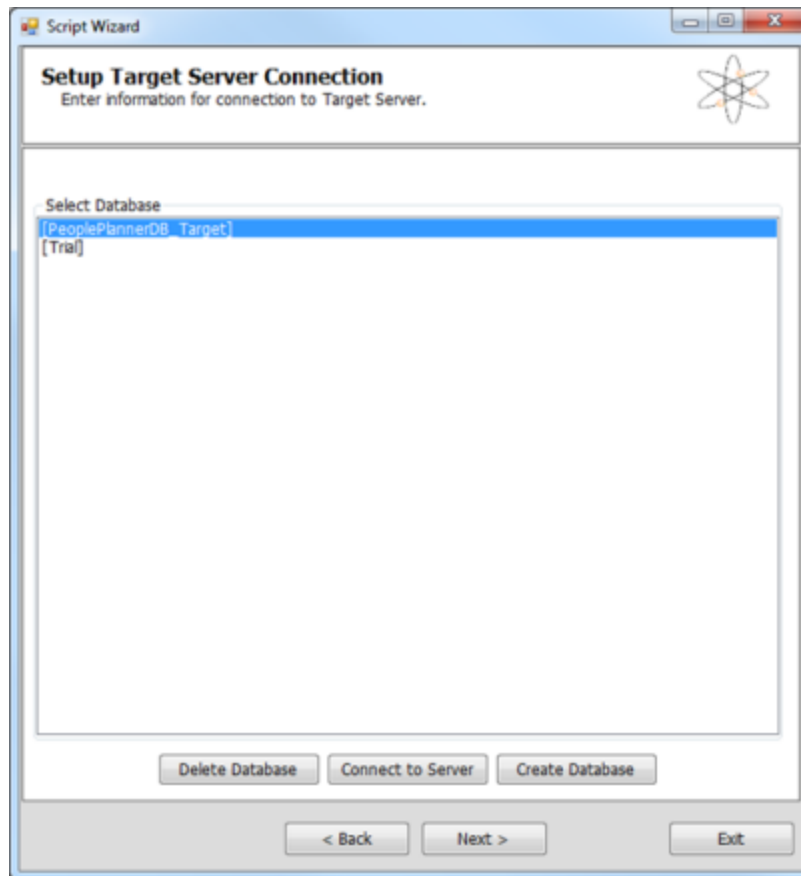 Script Wizard
Setup Target Server Connection
Enter information for connection to Target Server.
Select Database
[PeoplePlannerDB_Target]
[Trial]
Delete Database
Connect to Server
Create Database
< Back
Next >
Exit